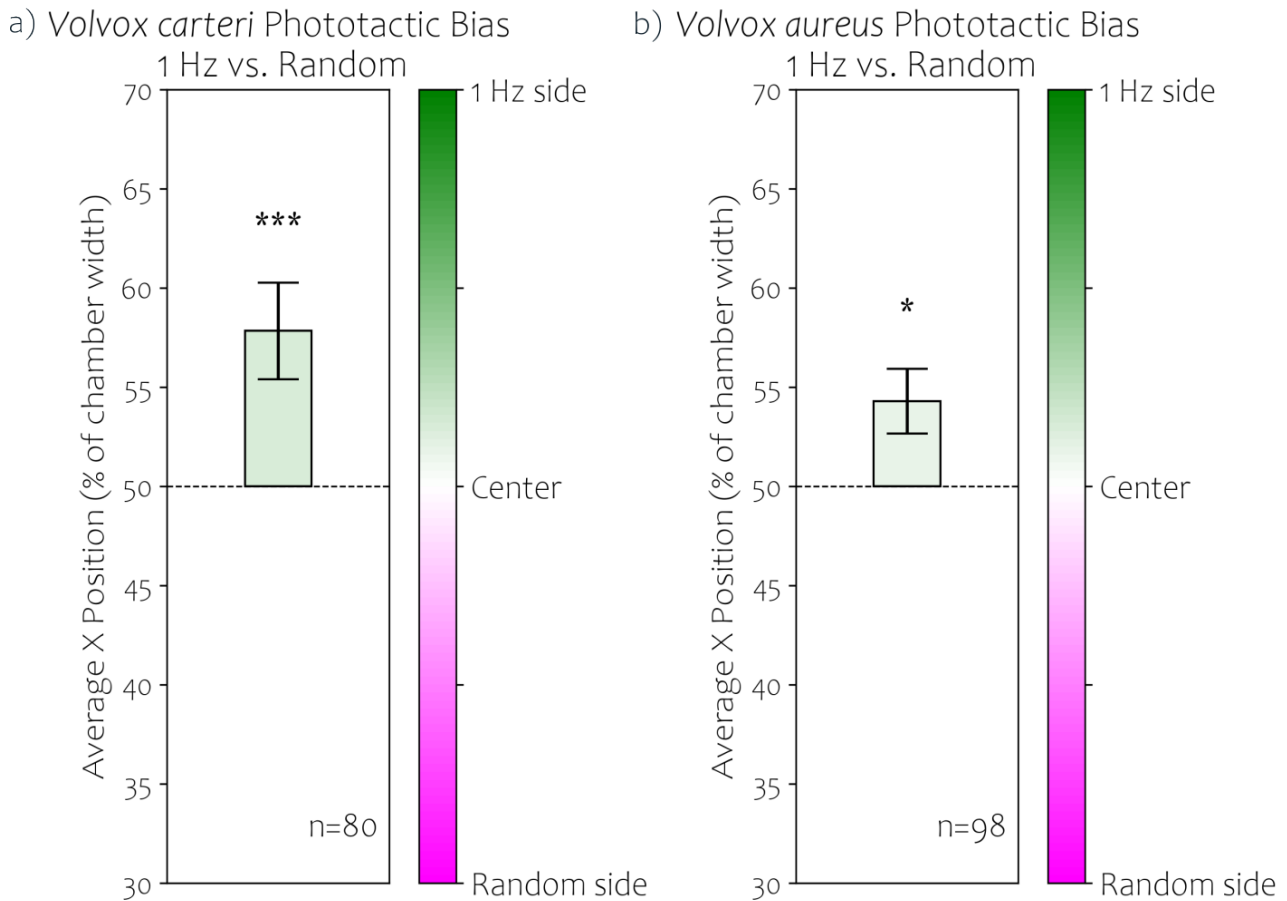 a) Volvox carteri Phototactic Bias
1 Hz vs. Random
70
65
60
55
50
45
40
35
30
Average X Position (% of chamber width)
***
n=80
1 Hz side
Center
Random side
b) Volvox aureus Phototactic Bias
1 Hz vs. Random
70
65
60
55
50
45
40
35
30
Average X Position (% of chamber width)
*
n=98
1 Hz side
Center
Random side